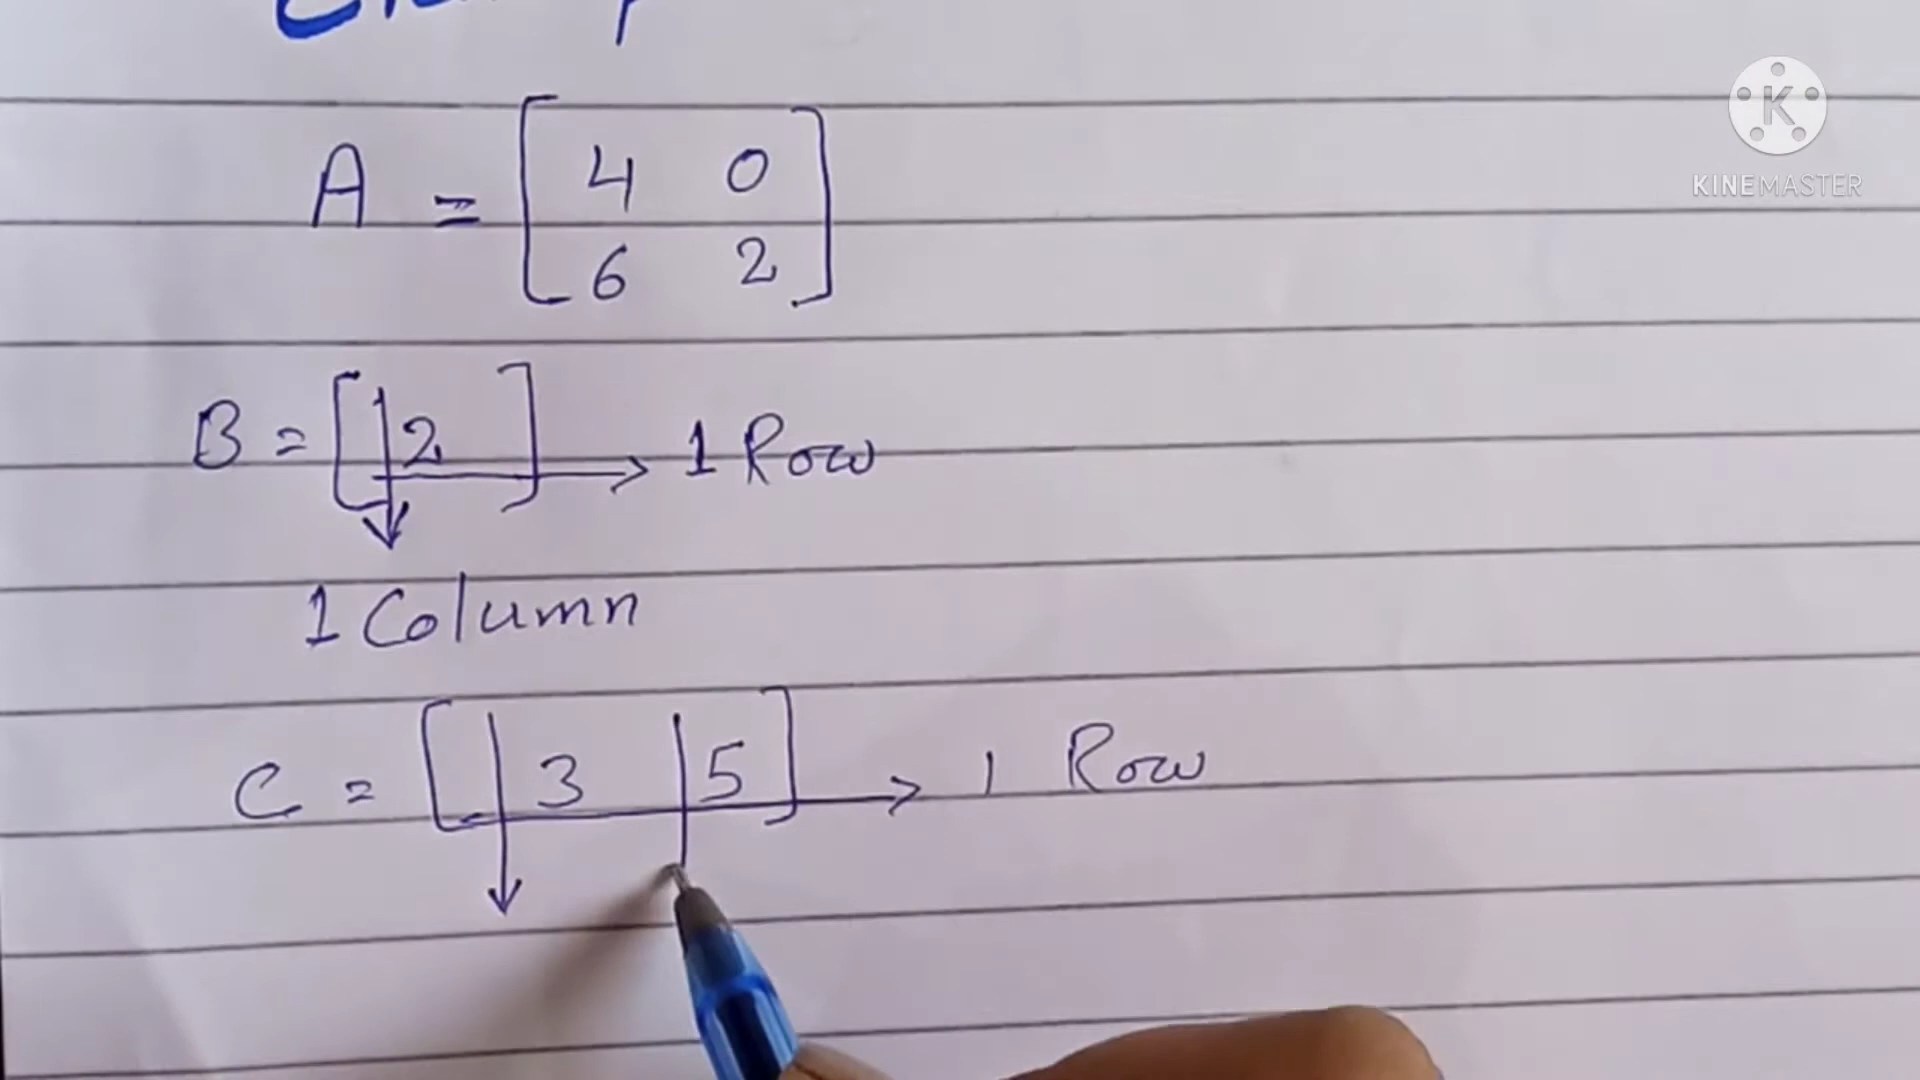 A = [ 4 0
6 2 ]
B = [ 2 ] → 1 Row
1 Column
C = [ 3 5 ] → 1 Row
K
KINEMASTER